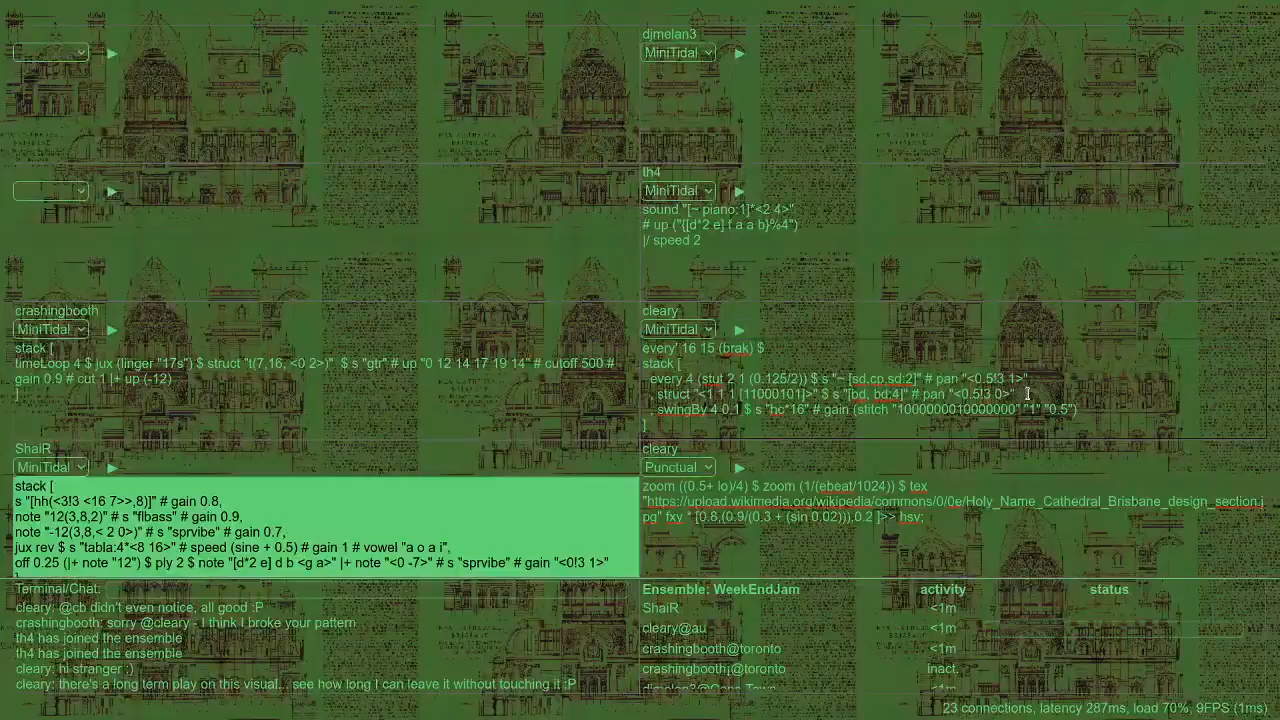 djmelan3
MiniTidal
th4
MiniTidal
sound "[~ piano:1]*<2 4>"
# up ("{[d*2 e] f a a b}%4")
|/ speed 2
crashingbooth
MiniTidal
stack [
timeLoop 4 $ jux (linger "17s") $ struct "t(7,16, <0 2>)"  $ s "gtr" # up "0 12 14 17 19 14" # cutoff 500 #
gain 0.9 # cut 1 |+ up (-12)
]
cleary
MiniTidal
every' 16 15 (brak) $
stack [
every 4 (stut 2 1 (0.125/2)) $ s "~ [sd,cp,sd:2]" # pan "<0.5!3 1>"
, struct "<1 1 1 [11000101]>" $ s "[bd, bd:4]" # pan "<0.5!3 0>"
, swingBy 4 0.1 $ s "hc*16" # gain (stitch "1000000010000000" "1" "0.5")
]
ShaiR
MiniTidal
stack [
s "[hh(<3!3 <16 7>>,8)]" # gain 0.8,
note "12(3,8,2)" # s "flbass" # gain 0.9,
note "-12(3,8,< 2 0>)" # s "sprvibe" # gain 0.7,
jux rev $ s "tabla:4*<8 16>" # speed (sine + 0.5) # gain 1 # vowel "a o a i",
off 0.25 (|+ note "12") $ ply 2 $ note "[d*2 e] d b <g a>" |+ note "<0 -7>" # s "sprvibe" # gain "<0!3 1>"
cleary
Punctual
zoom ((0.5+ lo)/4) $ zoom (1/(ebeat/1024)) $ tex
"https://upload.wikimedia.org/wikipedia/commons/0/0e/Holy_Name_Cathedral_Brisbane_design_section.j
pg" fxy * [0.8,(0.9/(0.3 + (sin 0.02))),0.2 ]>> hsv;
Terminal/Chat:
cleary: @cb didn't even notice, all good :P
crashingbooth: sorry @cleary - I think I broke your pattern
th4 has joined the ensemble
th4 has joined the ensemble
cleary: hi stranger :)
cleary: there's a long term play on this visual... see how long I can leave it without touching it :P
Ensemble: WeekEndJam activity status
ShaiR <1m
cleary@au <1m
crashingbooth@toronto <1m
crashingbooth¡@toronto inact.
djmelan3@Cape Town <1m
23 connections, latency 287ms, load 70%, 9FPS (1ms)